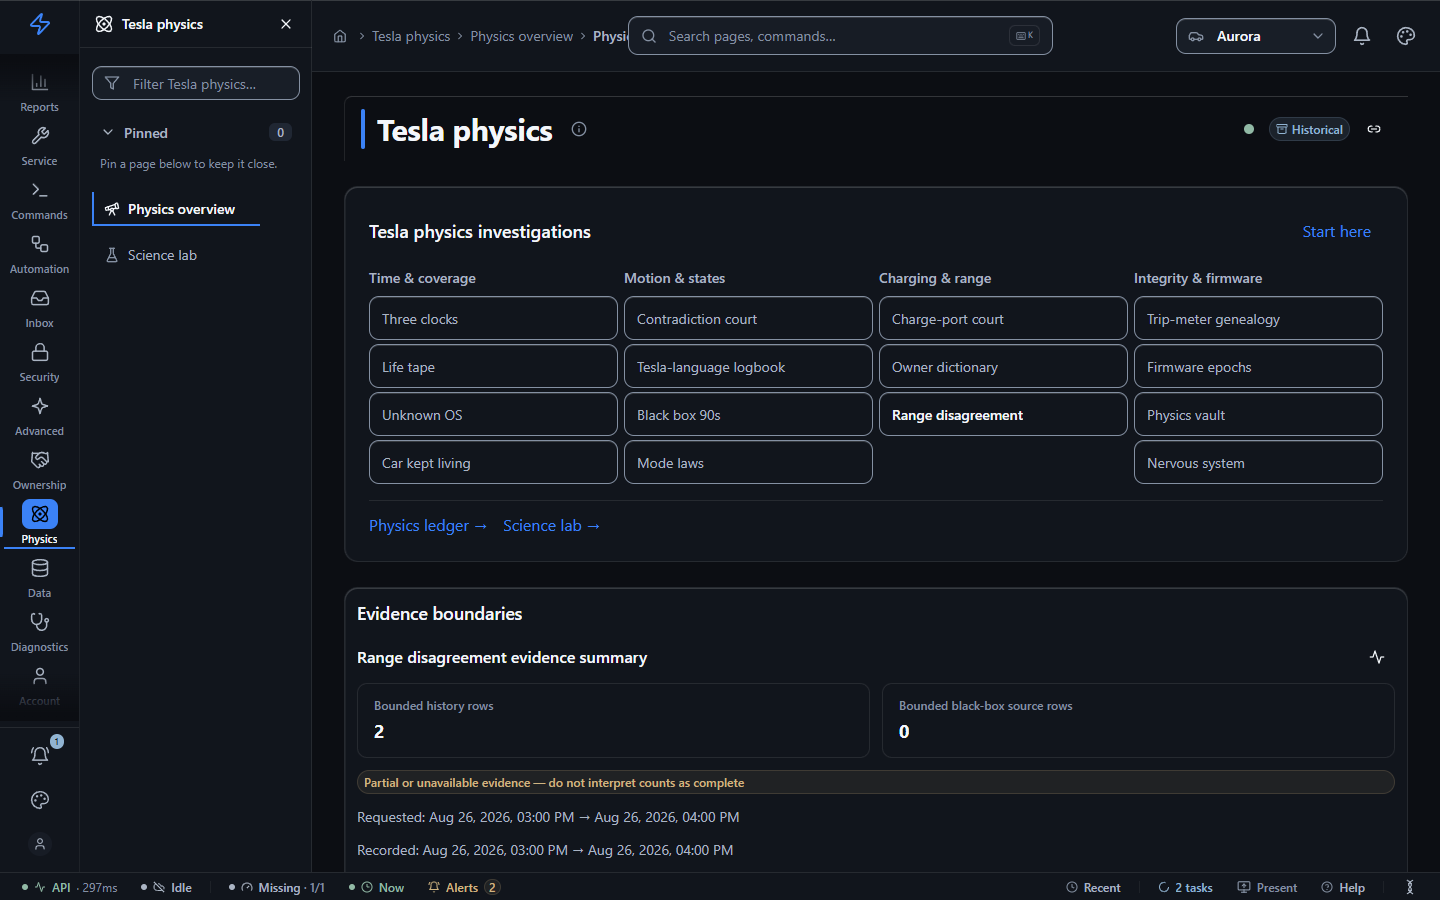 Tesla physics
Tesla physics
Physics overview
Search pages, commands...
K
Aurora
Reports
Service
Commands
Automation
Inbox
Security
Advanced
Ownership
Physics
Data
Diagnostics
Account
1
Filter Tesla physics...
Pinned
0
Pin a page below to keep it close.
Physics overview
Science lab
Tesla physics
Historical
Tesla physics investigations
Start here
Time & coverage
Three clocks
Life tape
Unknown OS
Car kept living
Motion & states
Contradiction court
Tesla-language logbook
Black box 90s
Mode laws
Charging & range
Charge-port court
Owner dictionary
Range disagreement
Integrity & firmware
Trip-meter genealogy
Firmware epochs
Physics vault
Nervous system
Physics ledger →
Science lab →
Evidence boundaries
Range disagreement evidence summary
Bounded history rows
2
Bounded black-box source rows
0
Partial or unavailable evidence — do not interpret counts as complete
Requested: Aug 26, 2026, 03:00 PM → Aug 26, 2026, 04:00 PM
Recorded: Aug 26, 2026, 03:00 PM → Aug 26, 2026, 04:00 PM
API · 297ms
Idle
Missing · 1/1
Now
Alerts 2
Recent
2 tasks
Present
Help